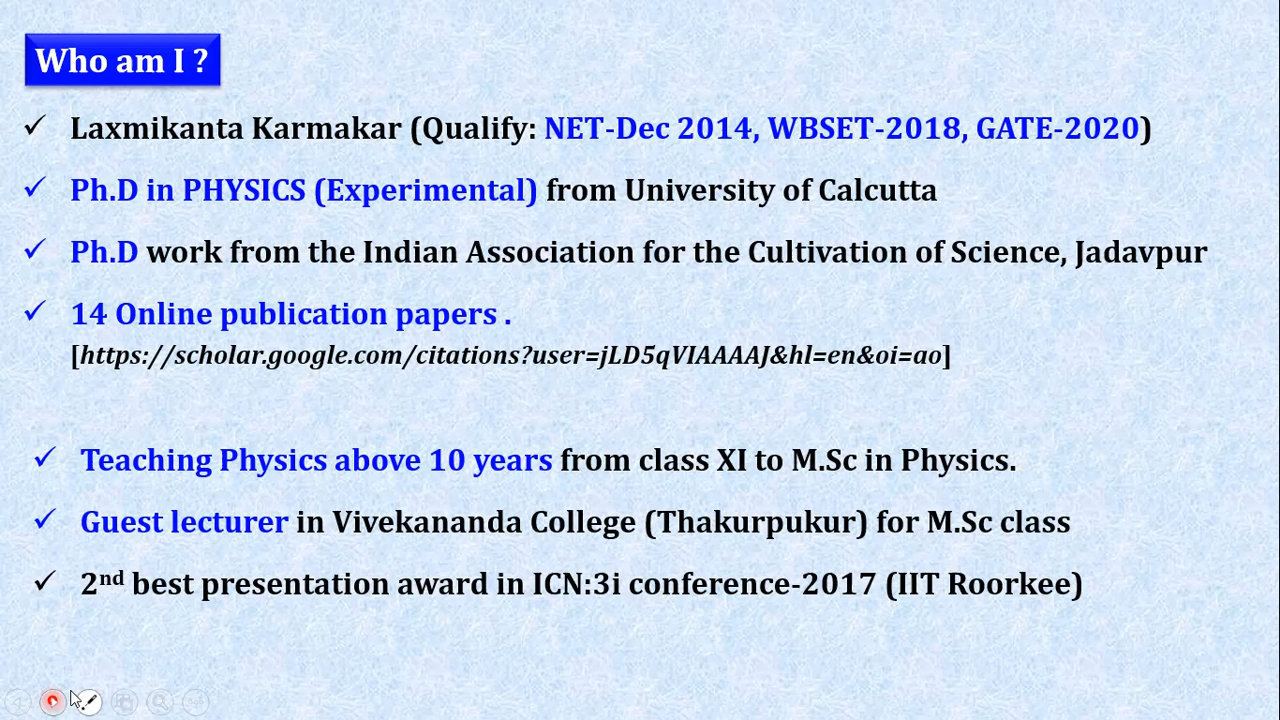 Who am I ?
Laxmikanta Karmakar (Qualify: NET-Dec 2014, WBSET-2018, GATE-2020)
Ph.D in PHYSICS (Experimental) from University of Calcutta
Ph.D work from the Indian Association for the Cultivation of Science, Jadavpur
14 Online publication papers .
[https://scholar.google.com/citations?user=jLD5qVIAAAAJ&hl=en&oi=ao]
Teaching Physics above 10 years from class XI to M.Sc in Physics.
Guest lecturer in Vivekananda College (Thakurpukur) for M.Sc class
2nd best presentation award in ICN:3i conference-2017 (IIT Roorkee)